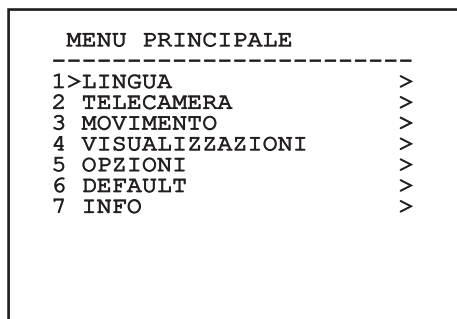 MENU PRINCIPALE
------------------------
1>LINGUA >
2 TELECAMERA >
3 MOVIMENTO >
4 VISUALIZZAZIONI >
5 OPZIONI >
6 DEFAULT >
7 INFO >